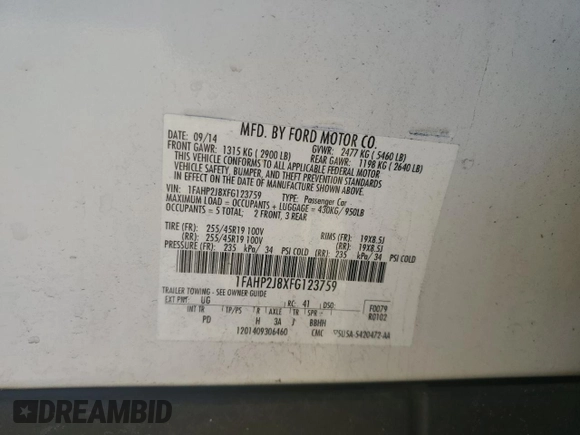 MFD. BY FORD MOTOR CO.
DATE: 09/14 GVWR: 2477 KG ( 5460 LB)
FRONT GAWR: 1315 KG ( 2900 LB) REAR GAWR: 1198 KG ( 2640 LB)
THIS VEHICLE CONFORMS TO ALL APPLICABLE FEDERAL MOTOR
VEHICLE SAFETY, BUMPER, AND THEFT PREVENTION STANDARDS
IN EFFECT ON THE DATE OF MANUFACTURE SHOWN ABOVE.
VIN: 1FAHP2J8XFG123759 TYPE: Passenger Car
MAXIMUM LOAD = OCCUPANTS + LUGGAGE = 430KG/ 950LB
OCCUPANTS = 5 TOTAL; 2 FRONT, 3 REAR
TIRE (FR): 255/45R19 100V RIMS (FR): 19X8.5J
(RR): 255/45R19 100V (RR): 19X8.5J
PRESSURE (FR): 235 kPa/ 34 PSI COLD (RR): 235 kPa/ 34 PSI COLD
1FAHP2J8XFG123759
TRAILER TOWING - SEE OWNER GUIDE
EXT PNT: UG RC: 41 DSO: F0079
INT TR TP/PS R AXLE TR SPR R0102
PD H 3A J BBHH
1201409306460 CMC 5U5A-5420472-AA
DREAMBID